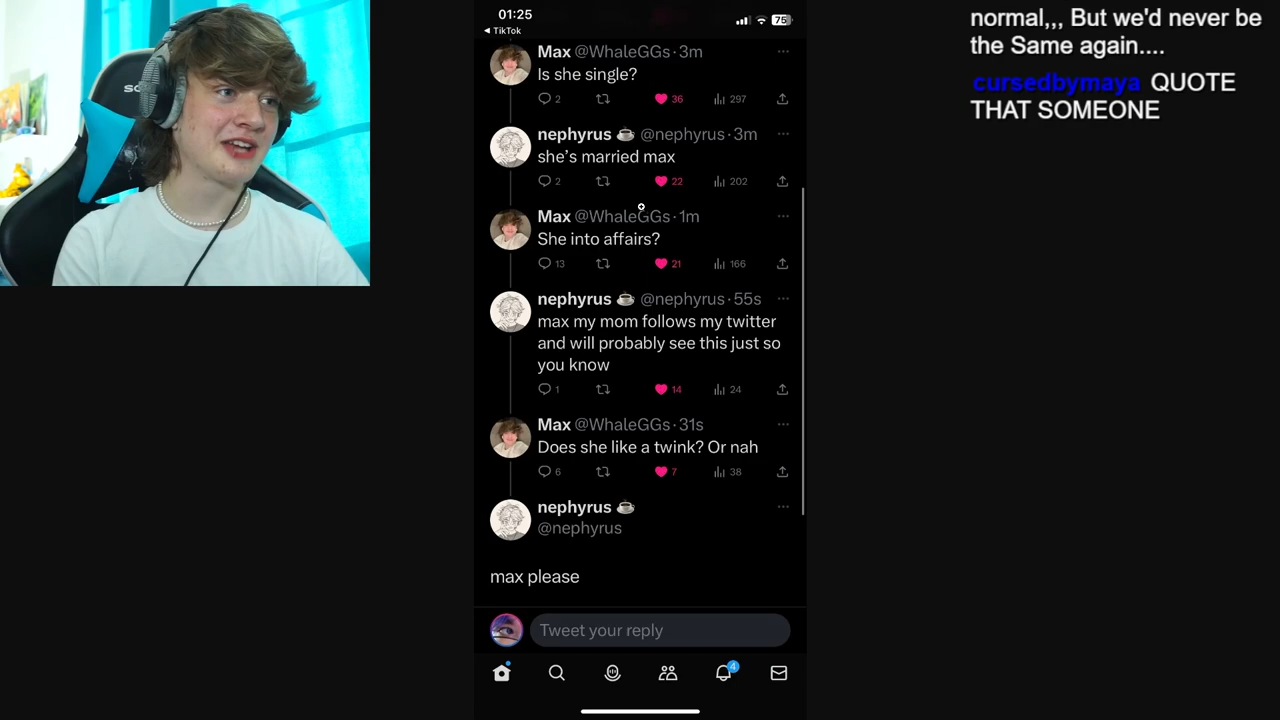 01:25
75
◄ TikTok
Max @WhaleGGs · 3m
Is she single?
2 36 297
nephyrus ☕ @nephyrus · 3m
she's married max
2 22 202
Max @WhaleGGs · 1m
She into affairs?
13 21 166
nephyrus ☕ @nephyrus · 55s
max my mom follows my twitter
and will probably see this just so
you know
1 14 24
Max @WhaleGGs · 31s
Does she like a twink? Or nah
6 7 38
nephyrus ☕
@nephyrus
max please
Tweet your reply
4
normal,,, But we'd never be
the Same again....
cursedbymaya QUOTE
THAT SOMEONE